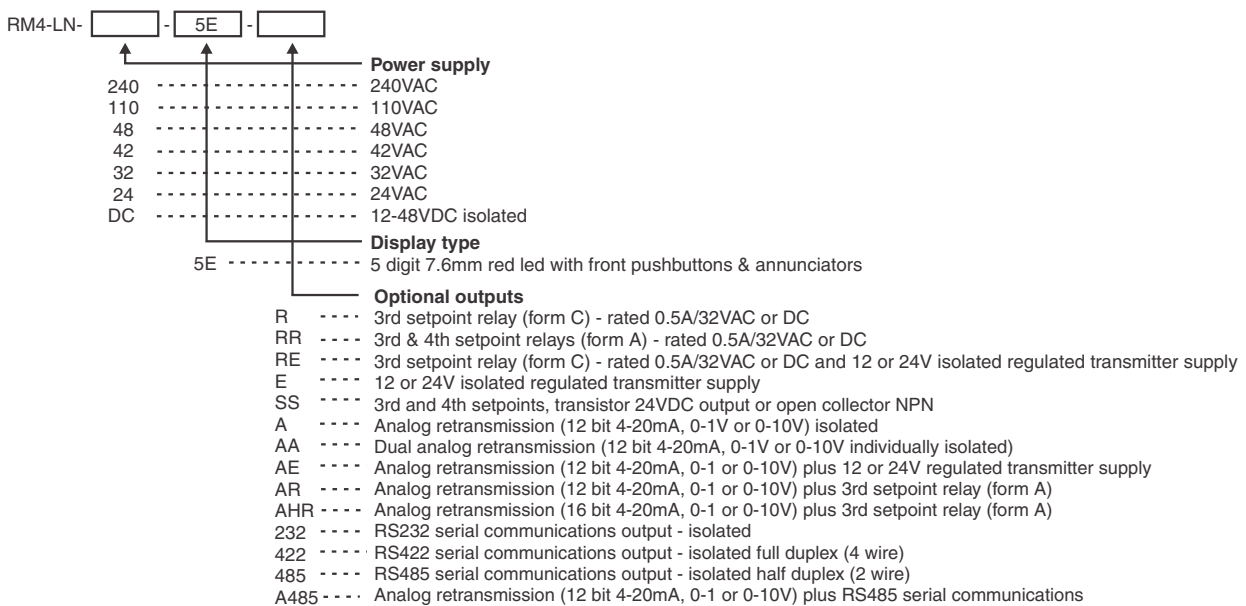 RM4-LN- - 5E -
Power supply
240 - - - - - - - - - - - - - - - - - 240VAC
110 - - - - - - - - - - - - - - - - - 110VAC
48 - - - - - - - - - - - - - - - - - 48VAC
42 - - - - - - - - - - - - - - - - - 42VAC
32 - - - - - - - - - - - - - - - - - 32VAC
24 - - - - - - - - - - - - - - - - - 24VAC
DC - - - - - - - - - - - - - - - - - 12-48VDC isolated
Display type
5E - - - - - - - - - - - 5 digit 7.6mm red led with front pushbuttons & annunciators
Optional outputs
R - - - - 3rd setpoint relay (form C) - rated 0.5A/32VAC or DC
RR - - - - 3rd & 4th setpoint relays (form A) - rated 0.5A/32VAC or DC
RE - - - - 3rd setpoint relay (form C) - rated 0.5A/32VAC or DC and 12 or 24V isolated regulated transmitter supply
E - - - - 12 or 24V isolated regulated transmitter supply
SS - - - - 3rd and 4th setpoints, transistor 24VDC output or open collector NPN
A - - - - Analog retransmission (12 bit 4-20mA, 0-1V or 0-10V) isolated
AA - - - - Dual analog retransmission (12 bit 4-20mA, 0-1V or 0-10V individually isolated)
AE - - - - Analog retransmission (12 bit 4-20mA, 0-1 or 0-10V) plus 12 or 24V regulated transmitter supply
AR - - - - Analog retransmission (12 bit 4-20mA, 0-1 or 0-10V) plus 3rd setpoint relay (form A)
AHR - - - - Analog retransmission (16 bit 4-20mA, 0-1 or 0-10V) plus 3rd setpoint relay (form A)
232 - - - - RS232 serial communications output - isolated
422 - - - - RS422 serial communications output - isolated full duplex (4 wire)
485 - - - - RS485 serial communications output - isolated half duplex (2 wire)
A485 - - - - Analog retransmission (12 bit 4-20mA, 0-1 or 0-10V) plus RS485 serial communications